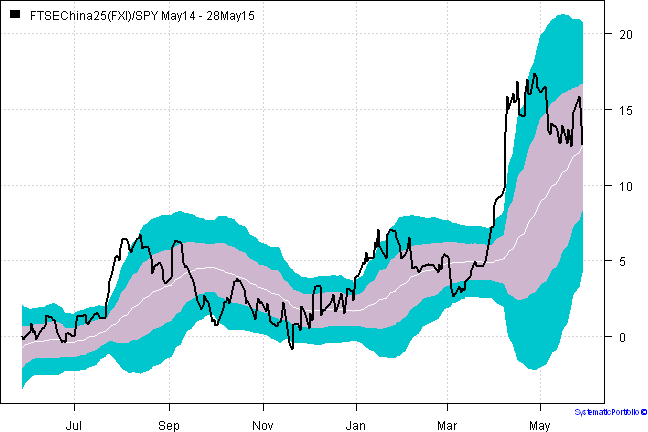 FTSEChina25(FXI)/SPY May14 - 28May15
20
15
10
5
0
Jul Sep Nov Jan Mar May
SystematicPortfolio ©